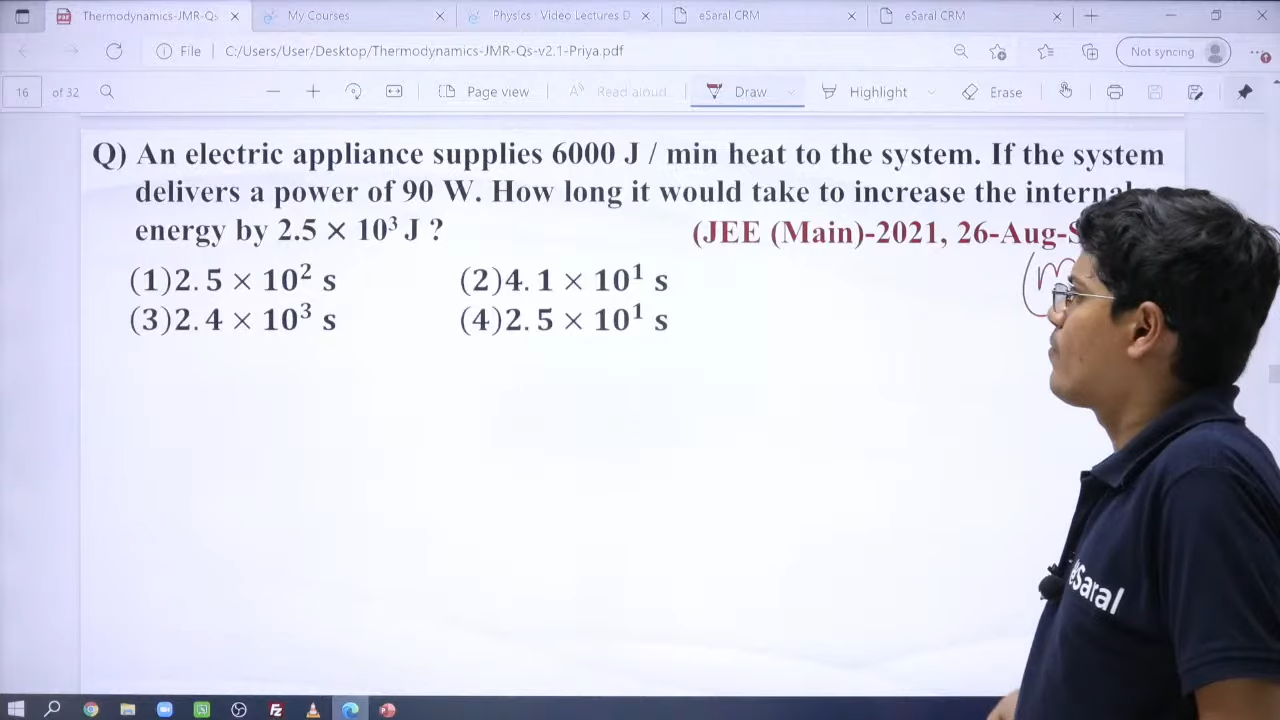 Thermodynamics-JMR-Qs
My Courses
Physics : Video Lectures D
eSaral CRM
eSaral CRM
File
C:/Users/User/Desktop/Thermodynamics-JMR-Qs-v2.1-Priya.pdf
Not syncing
16 of 32
Page view
Read aloud
Draw
Highlight
Erase
Q) An electric appliance supplies 6000 J / min heat to the system. If the system
delivers a power of 90 W. How long it would take to increase the internal
energy by 2.5 × 10³ J ?
(JEE (Main)-2021, 26-Aug-S
(1)2.5 × 10² s
(2)4.1 × 10¹ s
(3)2.4 × 10³ s
(4)2.5 × 10¹ s
(m
eSaral